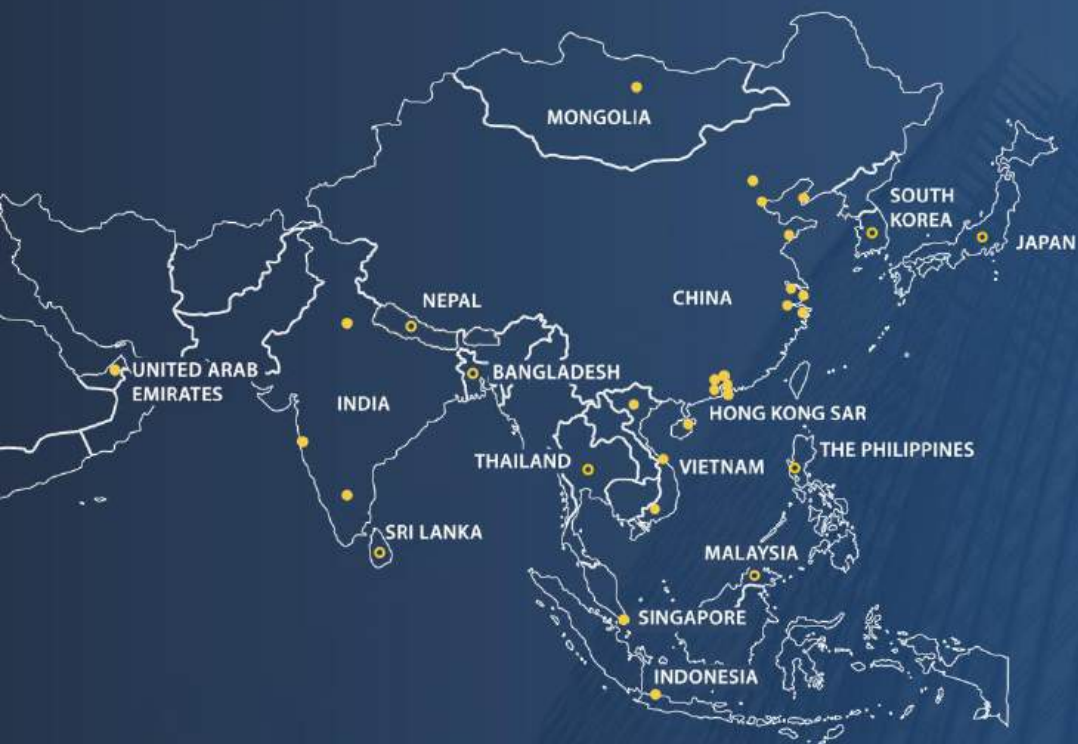 MONGOLIA
SOUTH
KOREA
JAPAN
CHINA
NEPAL
UNITED ARAB
EMIRATES
BANGLADESH
INDIA
HONG KONG SAR
THE PHILIPPINES
THAILAND
VIETNAM
SRI LANKA
MALAYSIA
SINGAPORE
INDONESIA